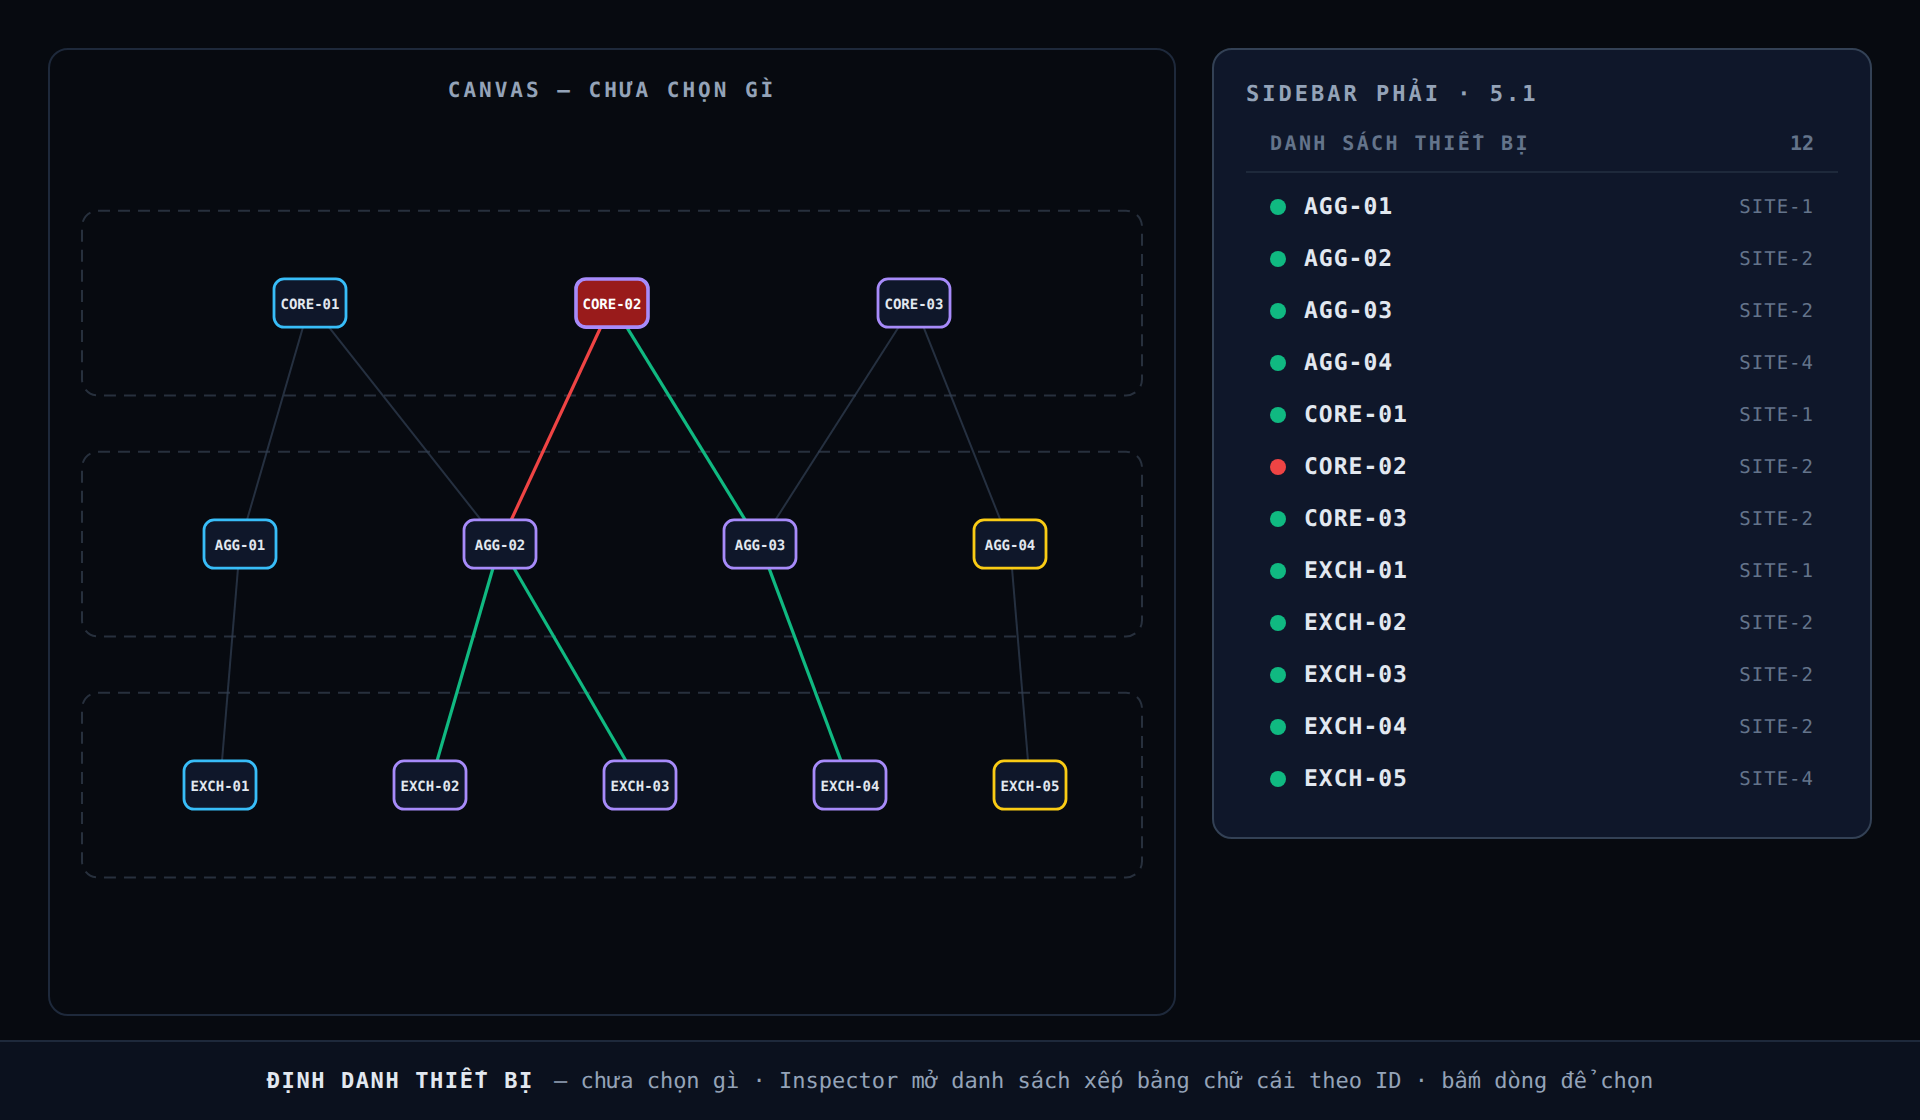 CANVAS — CHƯA CHỌN GÌ
CORE-01
CORE-02
CORE-03
AGG-01
AGG-02
AGG-03
AGG-04
EXCH-01
EXCH-02
EXCH-03
EXCH-04
EXCH-05
SIDEBAR PHẢI · 5.1
DANH SÁCH THIẾT BỊ 12
AGG-01 SITE-1
AGG-02 SITE-2
AGG-03 SITE-2
AGG-04 SITE-4
CORE-01 SITE-1
CORE-02 SITE-2
CORE-03 SITE-2
EXCH-01 SITE-1
EXCH-02 SITE-2
EXCH-03 SITE-2
EXCH-04 SITE-2
EXCH-05 SITE-4
ĐỊNH DANH THIẾT BỊ — chưa chọn gì · Inspector mở danh sách xếp bảng chữ cái theo ID · bấm dòng để chọn